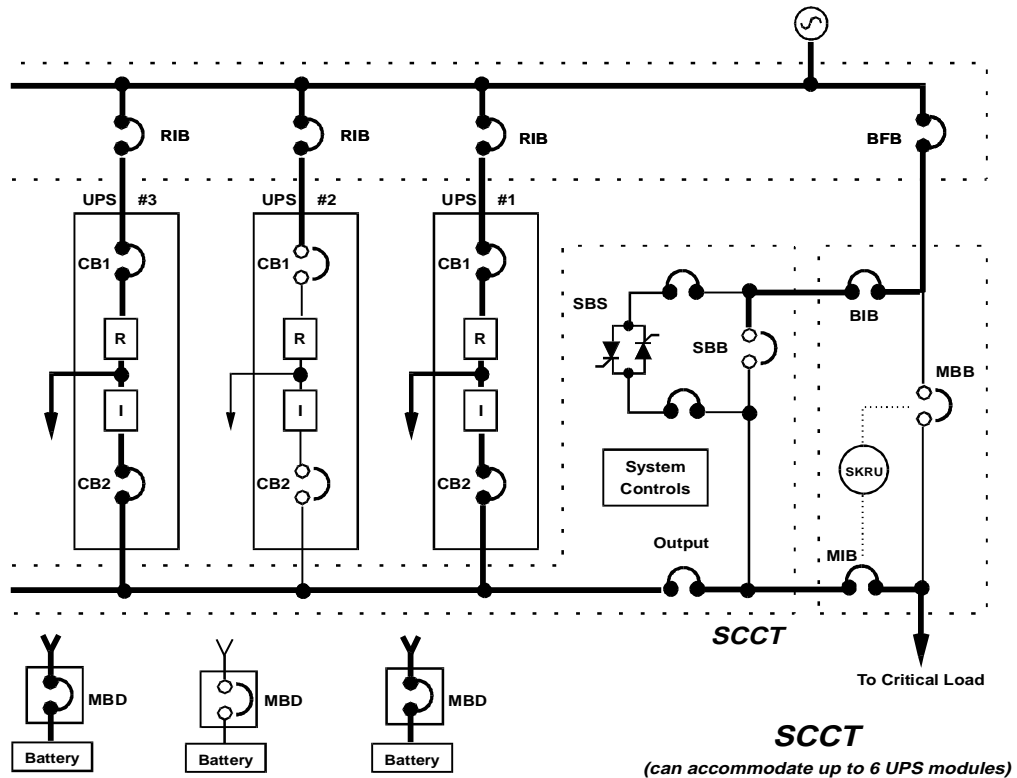 RIB
RIB
RIB
BFB
UPS #3
UPS #2
UPS #1
CB1
CB1
CB1
SBS
BIB
R
R
R
SBB
MBB
I
I
I
System
Controls
SKRU
CB2
CB2
CB2
Output
MIB
SCCT
To Critical Load
MBD
MBD
MBD
Battery
Battery
Battery
SCCT
(can accommodate up to 6 UPS modules)